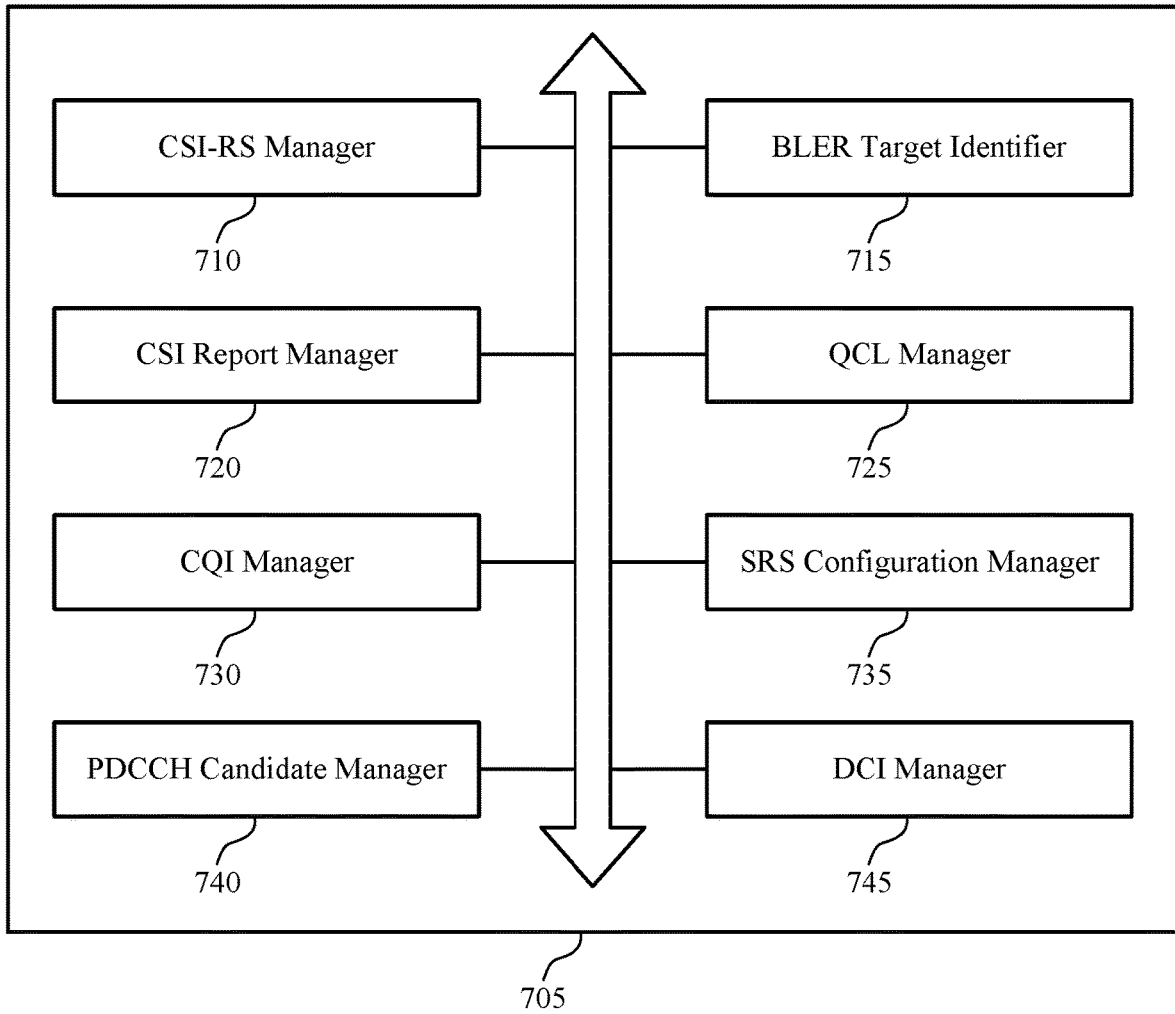 CSI-RS Manager
BLER Target Identifier
710
715
CSI Report Manager
QCL Manager
720
725
CQI Manager
SRS Configuration Manager
730
735
PDCCH Candidate Manager
DCI Manager
740
745
705